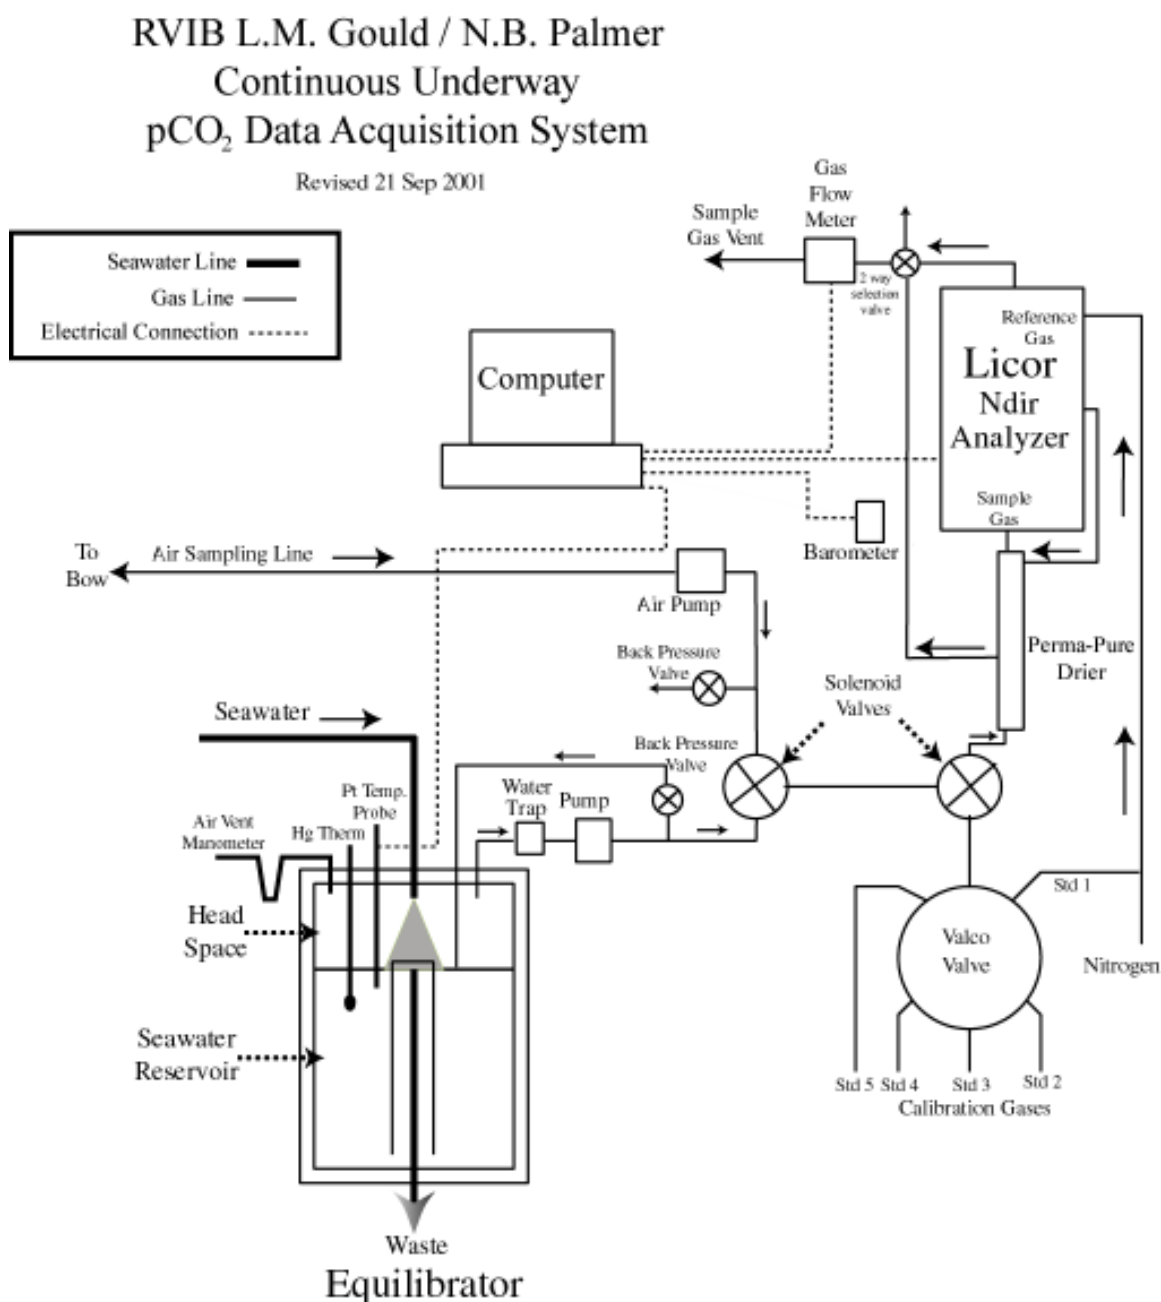 RVIB L.M. Gould / N.B. Palmer
Continuous Underway
pCO₂ Data Acquisition System
Revised 21 Sep 2001
Seawater Line
Gas Line
Electrical Connection
Gas
Flow
Meter
Sample
Gas Vent
2 way
selection
valve
Reference
Gas
Licor
Ndir
Analyzer
Sample
Gas
Computer
Barometer
To
Bow
Air Sampling Line
Air Pump
Back Pressure
Valve
Perma-Pure
Drier
Solenoid
Valves
Seawater
Back Pressure
Valve
Water
Trap
Pump
Pt Temp.
Probe
Hg Therm
Air Vent
Manometer
Head
Space
Seawater
Reservoir
Std 1
Valco
Valve
Nitrogen
Std 5
Std 4
Std 3
Std 2
Calibration Gases
Waste
Equilibrator